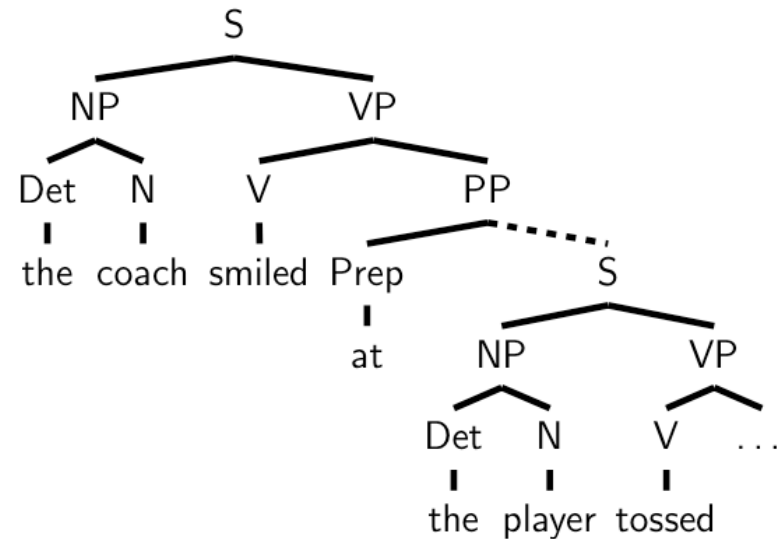 S
NP VP
Det N V PP
the coach smiled Prep S
at NP VP
Det N V ...
the player tossed